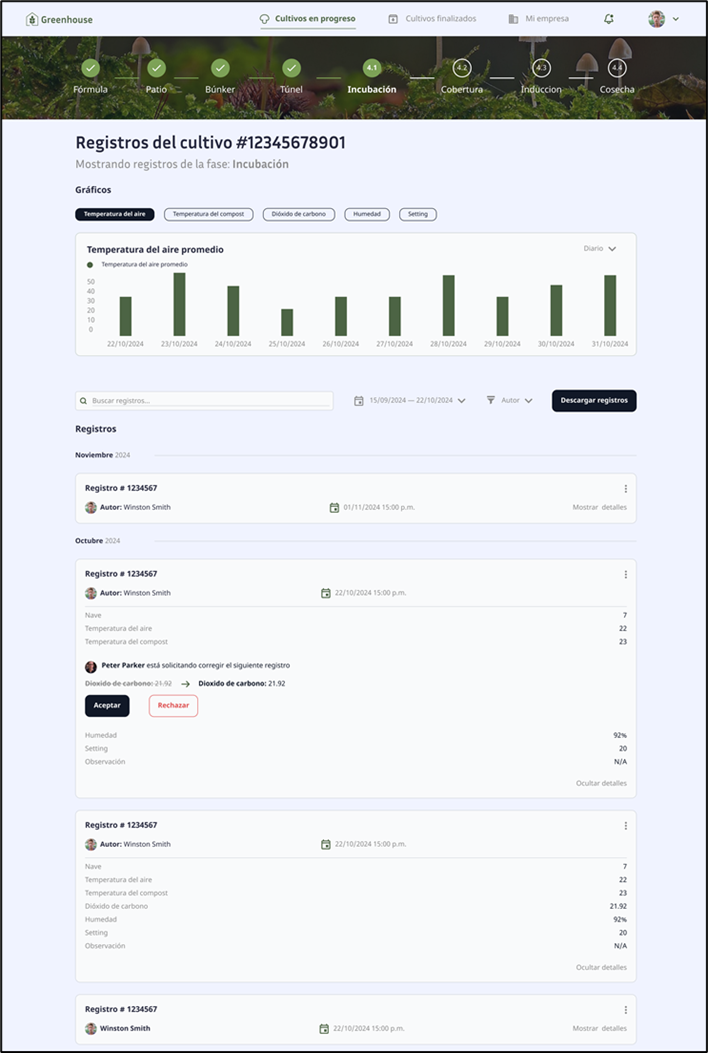 Greenhouse
Cultivos en progreso
Cultivos finalizados
Mi empresa
4.1
4.2
4.3
4.4
Fórmula
Patio
Búnker
Túnel
Incubación
Cobertura
Induccion
Cosecha
Registros del cultivo #12345678901
Mostrando registros de la fase: Incubación
Gráficos
Temperatura del aire
Temperatura del compost
Dióxido de carbono
Humedad
Setting
Temperatura del aire promedio
Diario
Temperatura del aire promedio
50
40
30
20
10
0
22/10/2024
23/10/2024
24/10/2024
25/10/2024
26/10/2024
27/10/2024
28/10/2024
29/10/2024
30/10/2024
31/10/2024
Buscar registros...
15/09/2024 — 22/10/2024
Autor
Descargar registros
Registros
Noviembre 2024
Registro # 1234567
Autor: Winston Smith
01/11/2024 15:00 p.m.
Mostrar detalles
Octubre 2024
Registro # 1234567
Autor: Winston Smith
22/10/2024 15:00 p.m.
Nave 7
Temperatura del aire 22
Temperatura del compost 23
Peter Parker está solicitando corregir el siguiente registro
Dioxido de carbono: 21.92 → Dioxido de carbono: 21.92
Aceptar
Rechazar
Humedad 92%
Setting 20
Observación N/A
Ocultar detalles
Registro # 1234567
Autor: Winston Smith
22/10/2024 15:00 p.m.
Nave 7
Temperatura del aire 22
Temperatura del compost 23
Dióxido de carbono 21.92
Humedad 92%
Setting 20
Observación N/A
Ocultar detalles
Registro # 1234567
Winston Smith
22/10/2024 15:00 p.m.
Mostrar detalles